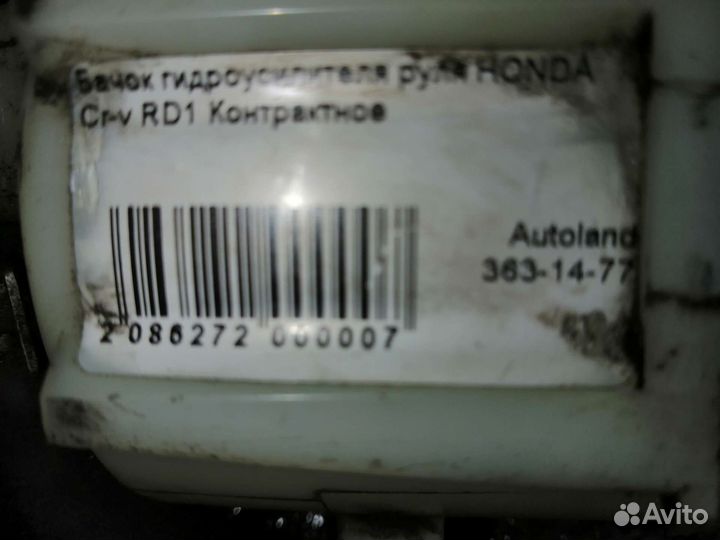 Бачок гидроусилителя руля HONDA
Cr-v RD1 Контрактное
Autoland
363-14-77
2 086272 000007
Avito